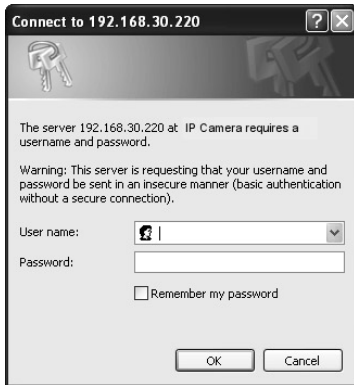 Connect to 192.168.30.220
The server 192.168.30.220 at IP Camera requires a
username and password.
Warning: This server is requesting that your username and
password be sent in an insecure manner (basic authentication
without a secure connection).
User name:
Password:
Remember my password
OK Cancel